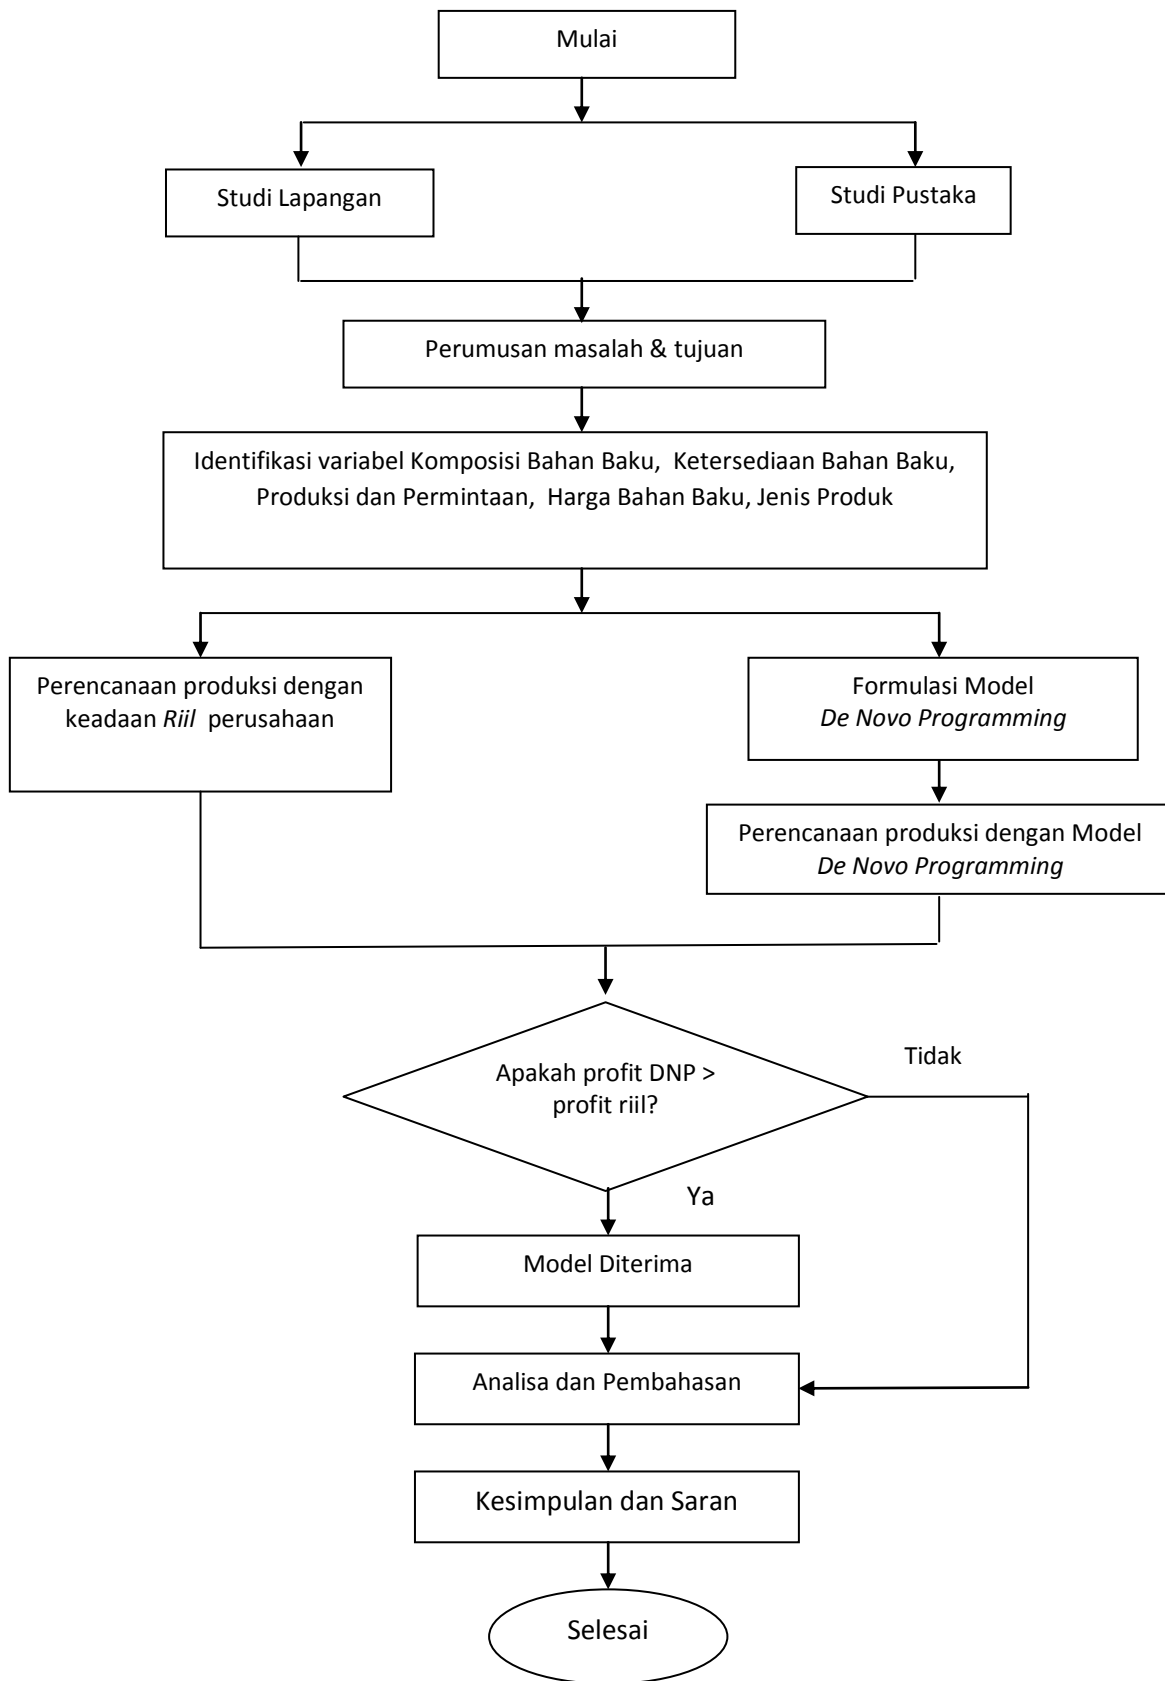 Mulai
Studi Lapangan
Studi Pustaka
Perumusan masalah & tujuan
Identifikasi variabel Komposisi Bahan Baku, Ketersediaan Bahan Baku,
Produksi dan Permintaan, Harga Bahan Baku, Jenis Produk
Perencanaan produksi dengan
keadaan Riil perusahaan
Formulasi Model
De Novo Programming
Perencanaan produksi dengan Model
De Novo Programming
Apakah profit DNP >
profit riil?
Tidak
Ya
Model Diterima
Analisa dan Pembahasan
Kesimpulan dan Saran
Selesai